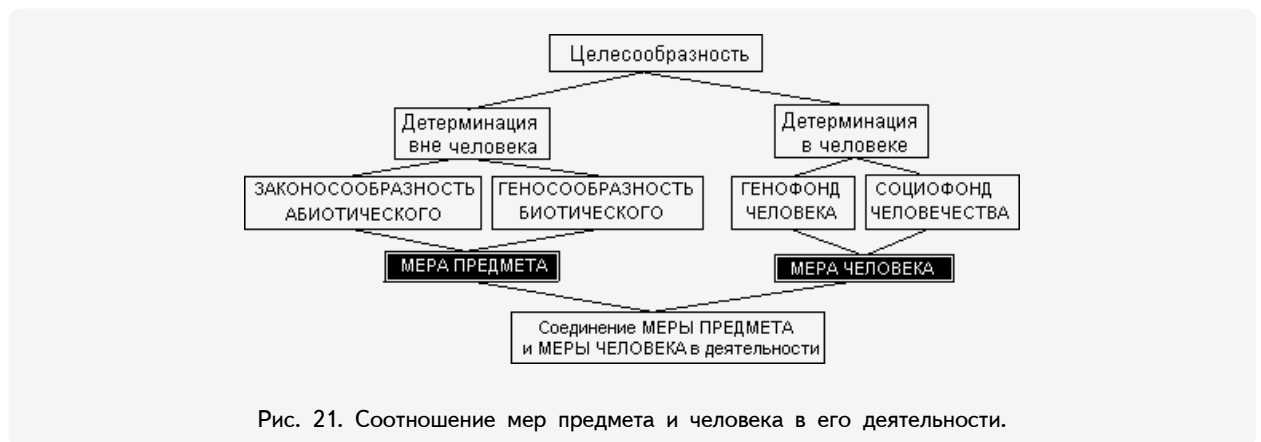 Целесообразность
Детерминация
вне человека
Детерминация
в человеке
ЗАКОНОСООБРАЗНОСТЬ
АБИОТИЧЕСКОГО
ГЕНОСООБРАЗНОСТЬ
БИОТИЧЕСКОГО
ГЕНОФОНД
ЧЕЛОВЕКА
СОЦИОФОНД
ЧЕЛОВЕЧЕСТВА
МЕРА ПРЕДМЕТА
МЕРА ЧЕЛОВЕКА
Соединение МЕРЫ ПРЕДМЕТА
и МЕРЫ ЧЕЛОВЕКА в деятельности
Рис. 21. Соотношение мер предмета и человека в его деятельности.